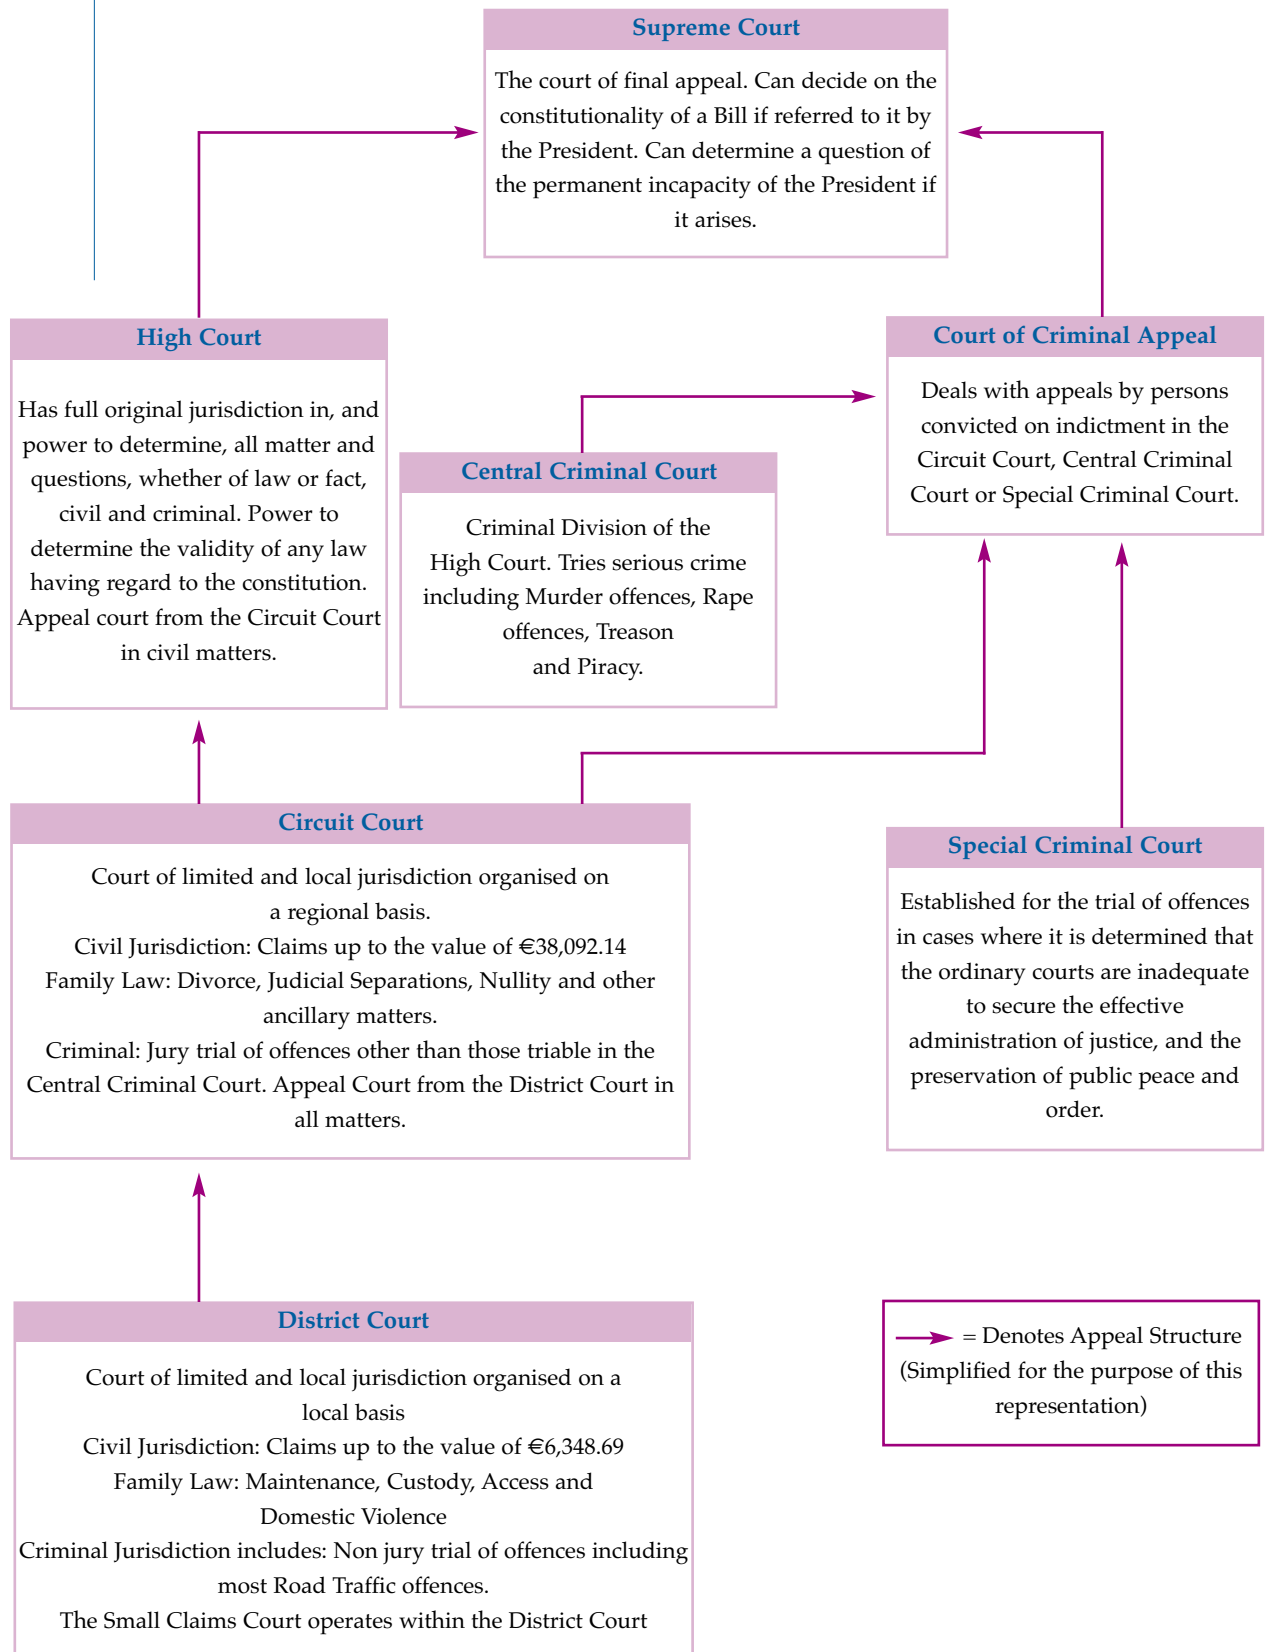 Supreme Court
The court of final appeal. Can decide on the
constitutionality of a Bill if referred to it by
the President. Can determine a question of
the permanent incapacity of the President if
it arises.
High Court
Has full original jurisdiction in, and
power to determine, all matter and
questions, whether of law or fact,
civil and criminal. Power to
determine the validity of any law
having regard to the constitution.
Appeal court from the Circuit Court
in civil matters.
Central Criminal Court
Criminal Division of the
High Court. Tries serious crime
including Murder offences, Rape
offences, Treason
and Piracy.
Court of Criminal Appeal
Deals with appeals by persons
convicted on indictment in the
Circuit Court, Central Criminal
Court or Special Criminal Court.
Circuit Court
Court of limited and local jurisdiction organised on
a regional basis.
Civil Jurisdiction: Claims up to the value of €38,092.14
Family Law: Divorce, Judicial Separations, Nullity and other
ancillary matters.
Criminal: Jury trial of offences other than those triable in the
Central Criminal Court. Appeal Court from the District Court in
all matters.
Special Criminal Court
Established for the trial of offences
in cases where it is determined that
the ordinary courts are inadequate
to secure the effective
administration of justice, and the
preservation of public peace and
order.
District Court
Court of limited and local jurisdiction organised on a
local basis
Civil Jurisdiction: Claims up to the value of €6,348.69
Family Law: Maintenance, Custody, Access and
Domestic Violence
Criminal Jurisdiction includes: Non jury trial of offences including
most Road Traffic offences.
The Small Claims Court operates within the District Court
= Denotes Appeal Structure
(Simplified for the purpose of this
representation)